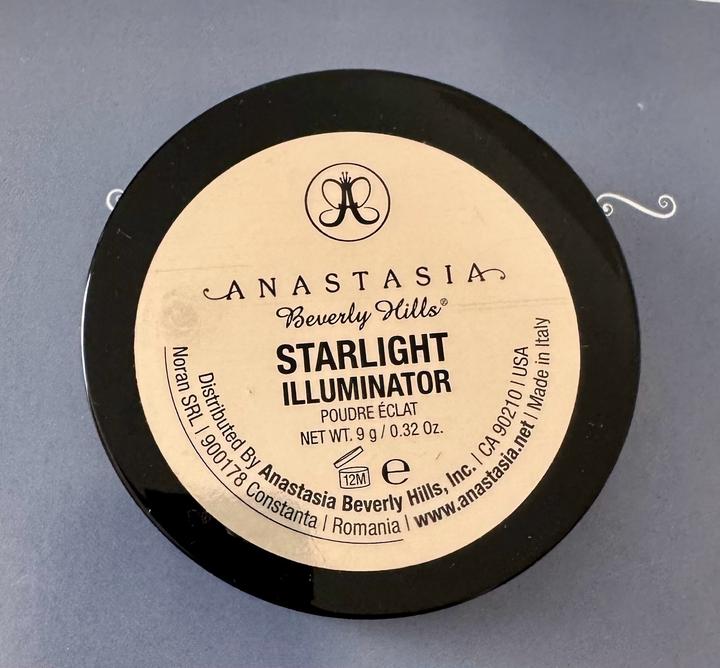 ANASTASIA
Beverly Hills®
STARLIGHT
ILLUMINATOR
POUDRE ÉCLAT
NET WT. 9 g / 0.32 Oz.
12M e
Distributed By Anastasia Beverly Hills, Inc. | CA 90210 | USA
Noran SRL | 900178 Constanta | Romania | www.anastasia.net | Made in Italy